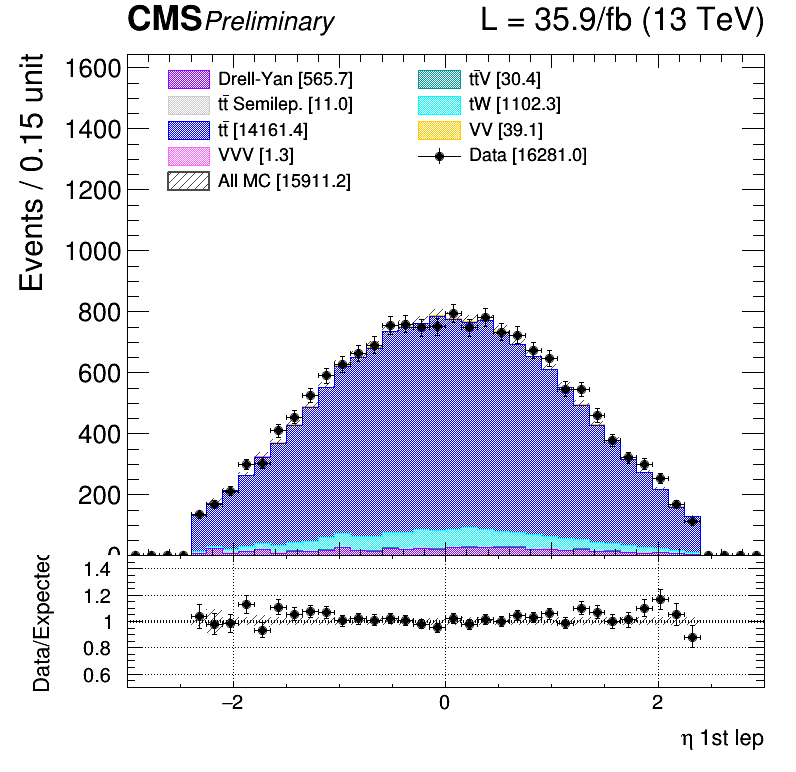 CMS Preliminary L = 35.9/fb (13 TeV)
Events / 0.15 unit
1600
1400
1200
1000
800
600
400
200
0
Drell-Yan [565.7]
tt̄ Semilep. [11.0]
tt̄ [14161.4]
VVV [1.3]
All MC [15911.2]
tt̄V [30.4]
tW [1102.3]
VV [39.1]
Data [16281.0]
Data/Expected
1.4
1.2
1
0.8
0.6
−2 0 2
η 1st lep